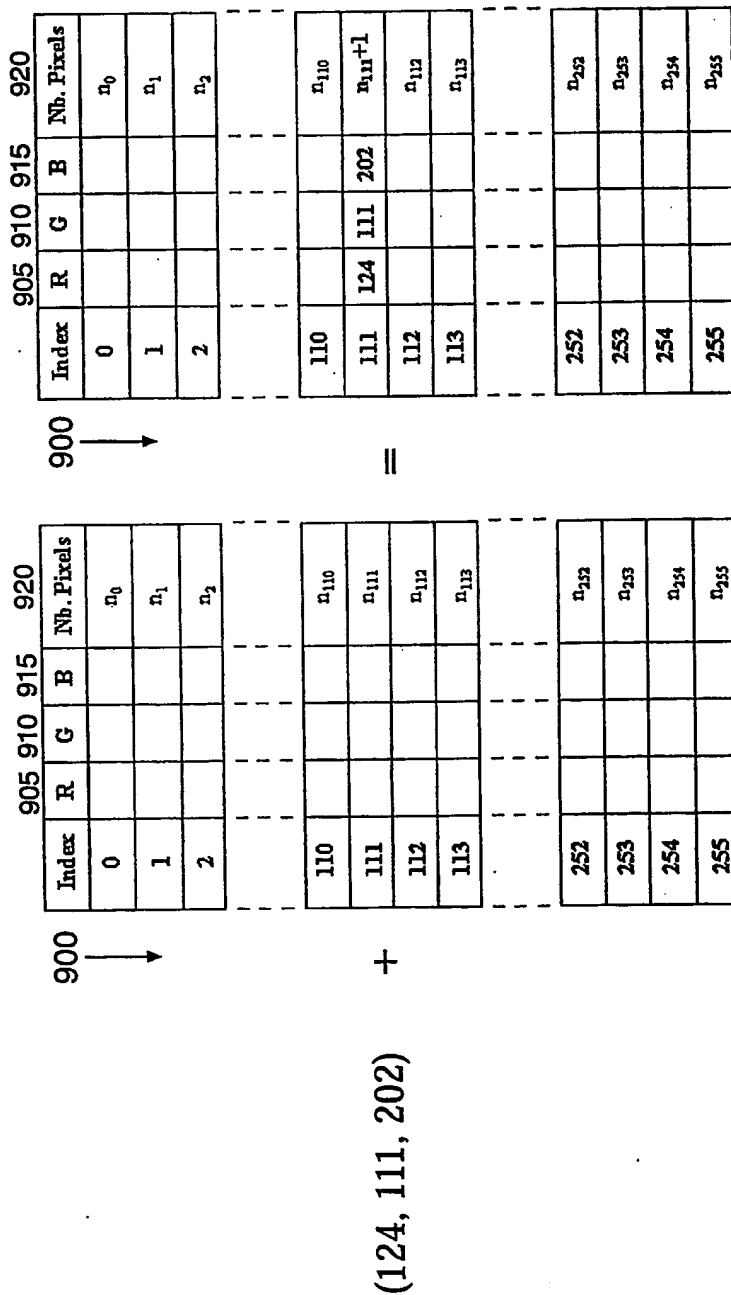 (124, 111, 202)
+
900
905 910 915 920
Index R G B Nb. Pixels
0 n₀
1 n₁
2 n₂
110 n₁₁₀
111 n₁₁₁
112 n₁₁₂
113 n₁₁₃
252 n₂₅₂
253 n₂₅₃
254 n₂₅₄
255 n₂₅₅
=
900
905 910 915 920
Index R G B Nb. Pixels
0 n₀
1 n₁
2 n₂
110 n₁₁₀
111 124 111 202 n₁₁₁+1
112 n₁₁₂
113 n₁₁₃
252 n₂₅₂
253 n₂₅₃
254 n₂₅₄
255 n₂₅₅